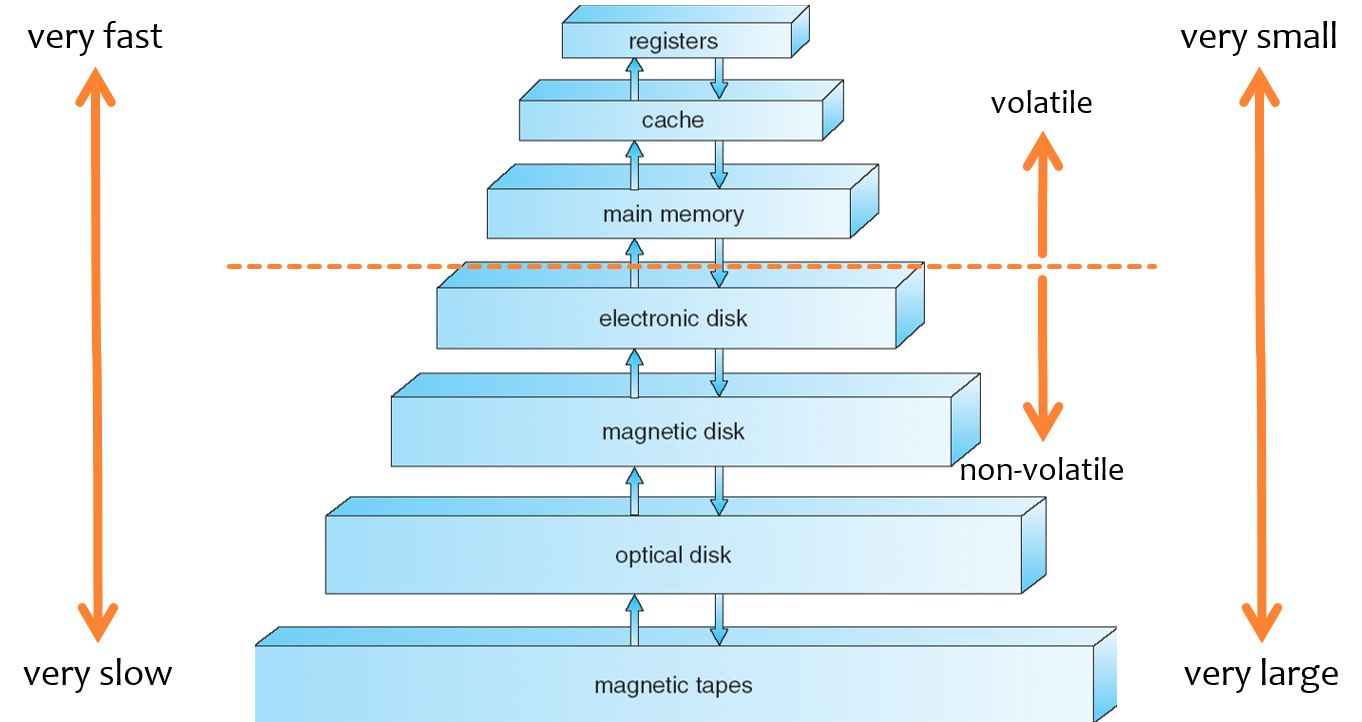 very fast
very small
registers
volatile
cache
main memory
electronic disk
magnetic disk
non-volatile
optical disk
very slow
very large
magnetic tapes